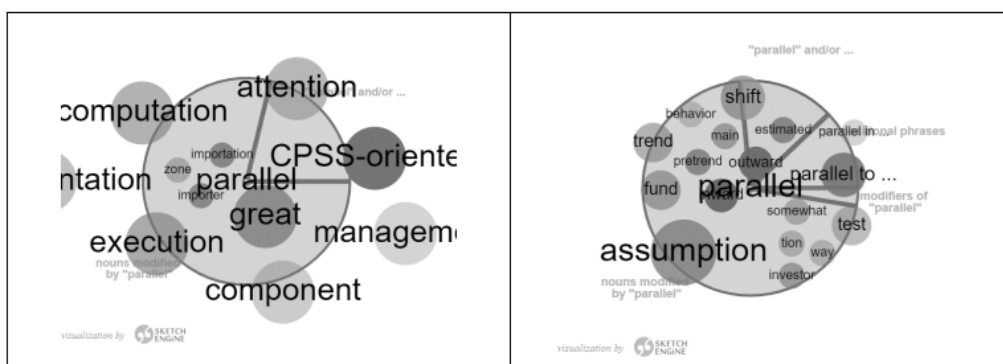 attention
and/or ...
computation
importation
CPSS-oriente
zone
ntation
parallel
importer
great
execution
managem
nouns modified
by "parallel"
component
visualization by SKETCH ENGINE
"parallel" and/or ...
shift
behavior
trend
main
estimated
parallel in ...
onal phrases
pretrend
outward
parallel to ...
fund
parallel
modifiers of
"parallel"
somewhat
test
assumption
tion
way
investor
nouns modified
by "parallel"
visualization by SKETCH ENGINE